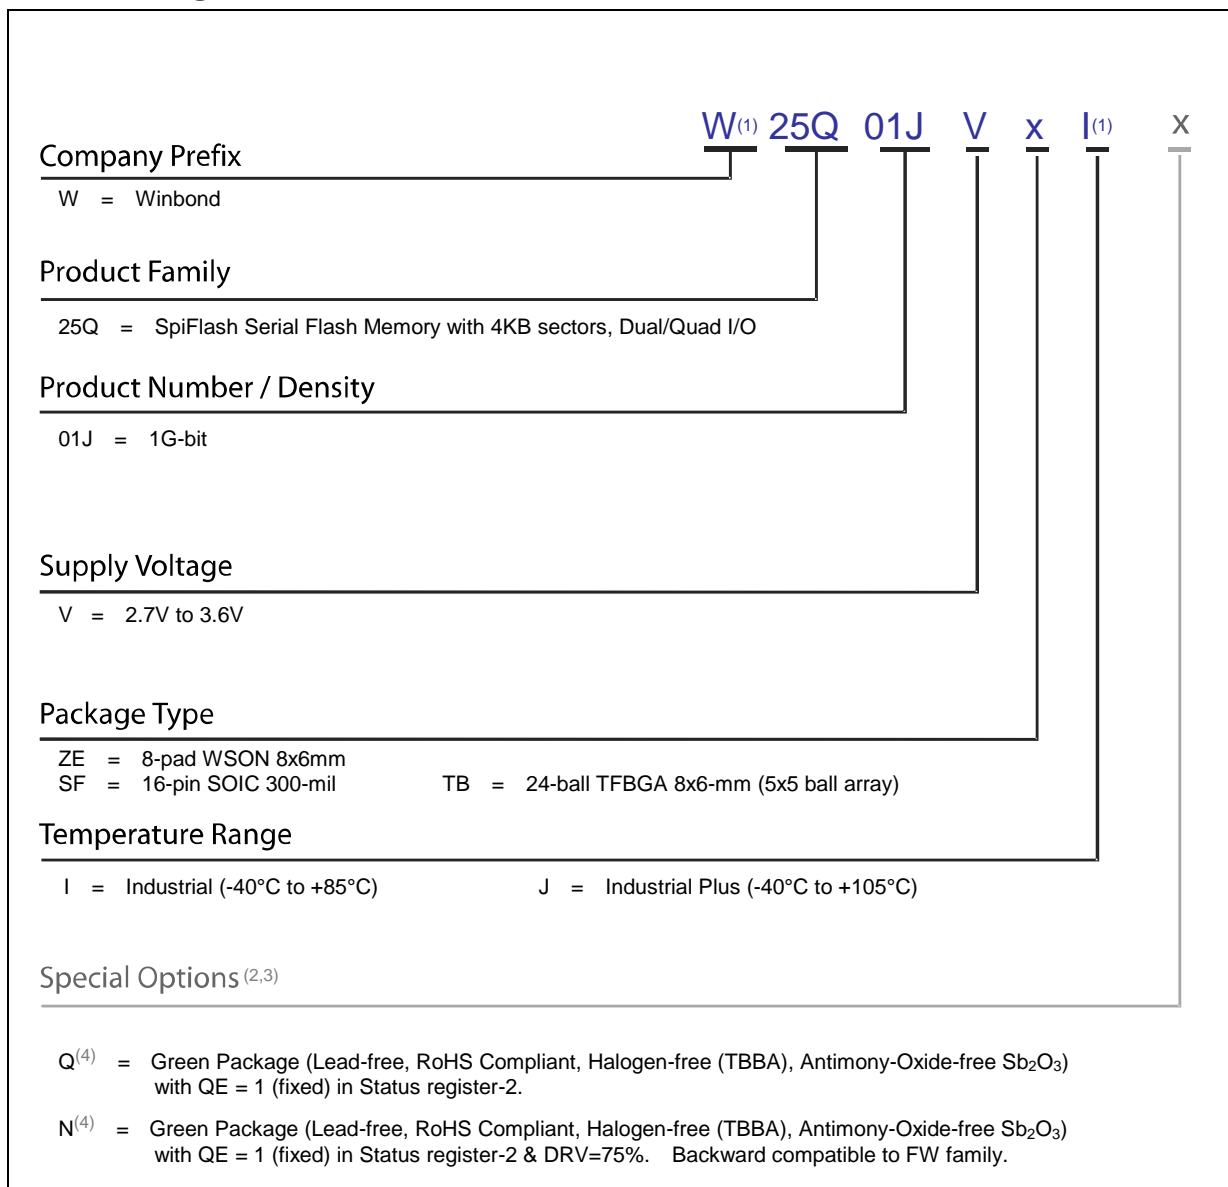 W(1) 25Q 01J V x I(1) x
Company Prefix
W = Winbond
Product Family
25Q = SpiFlash Serial Flash Memory with 4KB sectors, Dual/Quad I/O
Product Number / Density
01J = 1G-bit
Supply Voltage
V = 2.7V to 3.6V
Package Type
ZE = 8-pad WSON 8x6mm
SF = 16-pin SOIC 300-mil TB = 24-ball TFBGA 8x6-mm (5x5 ball array)
Temperature Range
I = Industrial (-40°C to +85°C) J = Industrial Plus (-40°C to +105°C)
Special Options (2,3)
Q(4) = Green Package (Lead-free, RoHS Compliant, Halogen-free (TBBA), Antimony-Oxide-free Sb2O3)
with QE = 1 (fixed) in Status register-2.
N(4) = Green Package (Lead-free, RoHS Compliant, Halogen-free (TBBA), Antimony-Oxide-free Sb2O3)
with QE = 1 (fixed) in Status register-2 & DRV=75%. Backward compatible to FW family.